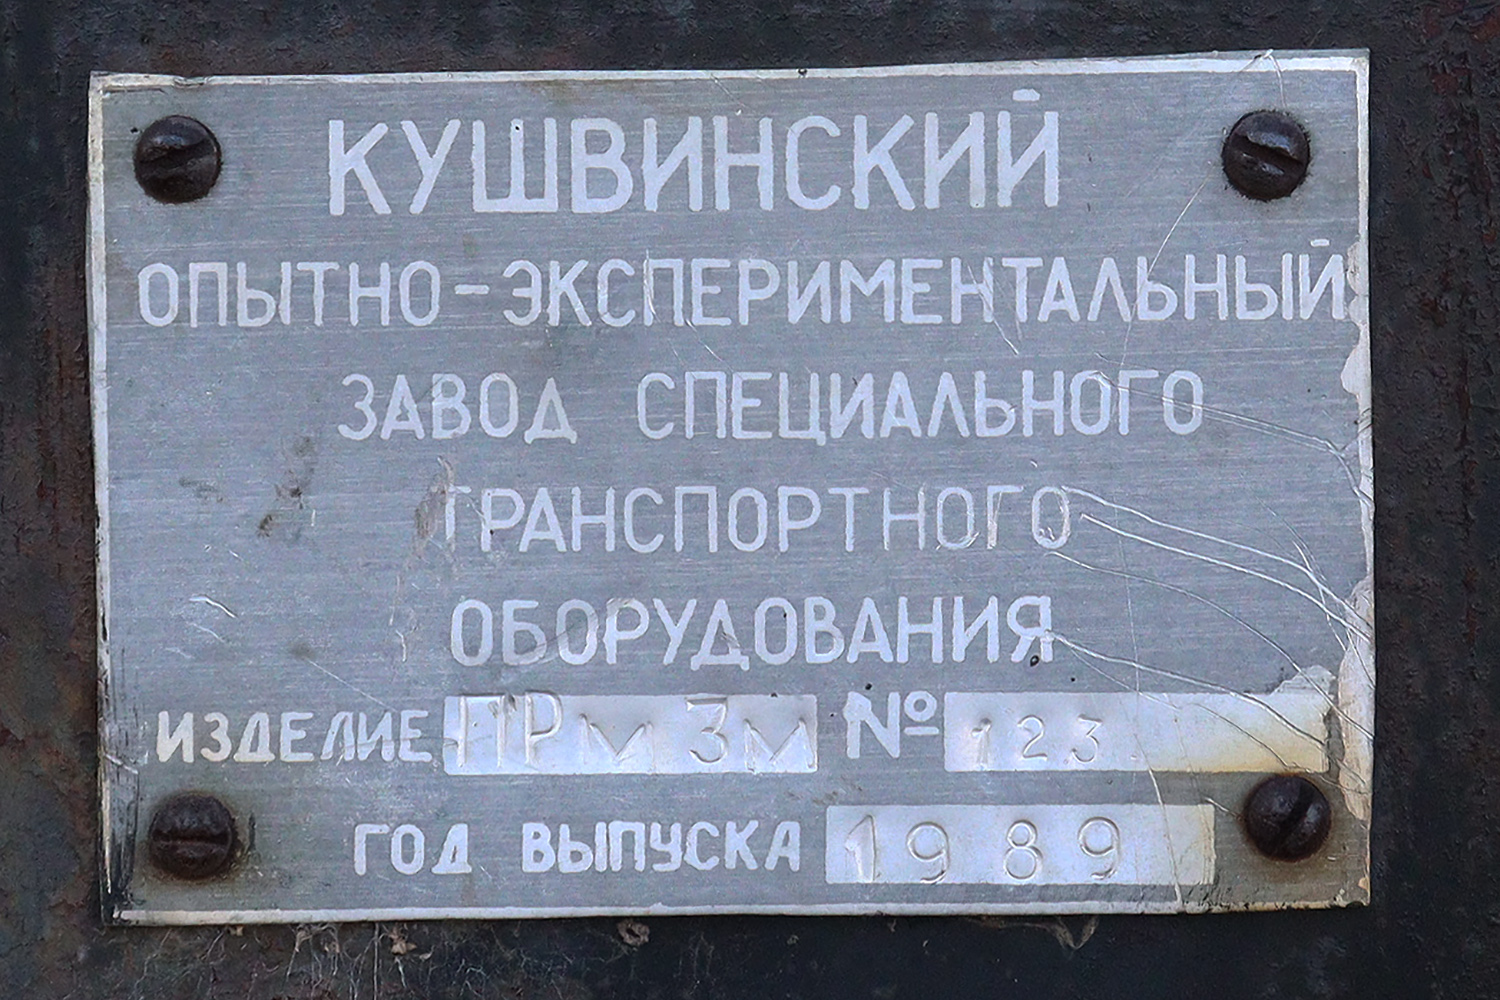 КУШВИНСКИЙ
ОПЫТНО-ЭКСПЕРИМЕНТАЛЬНЫЙ
ЗАВОД СПЕЦИАЛЬНОГО
ТРАНСПОРТНОГО
ОБОРУДОВАНИЯ
ИЗДЕЛИЕ ПРМ 3М № 123
ГОД ВЫПУСКА 1989